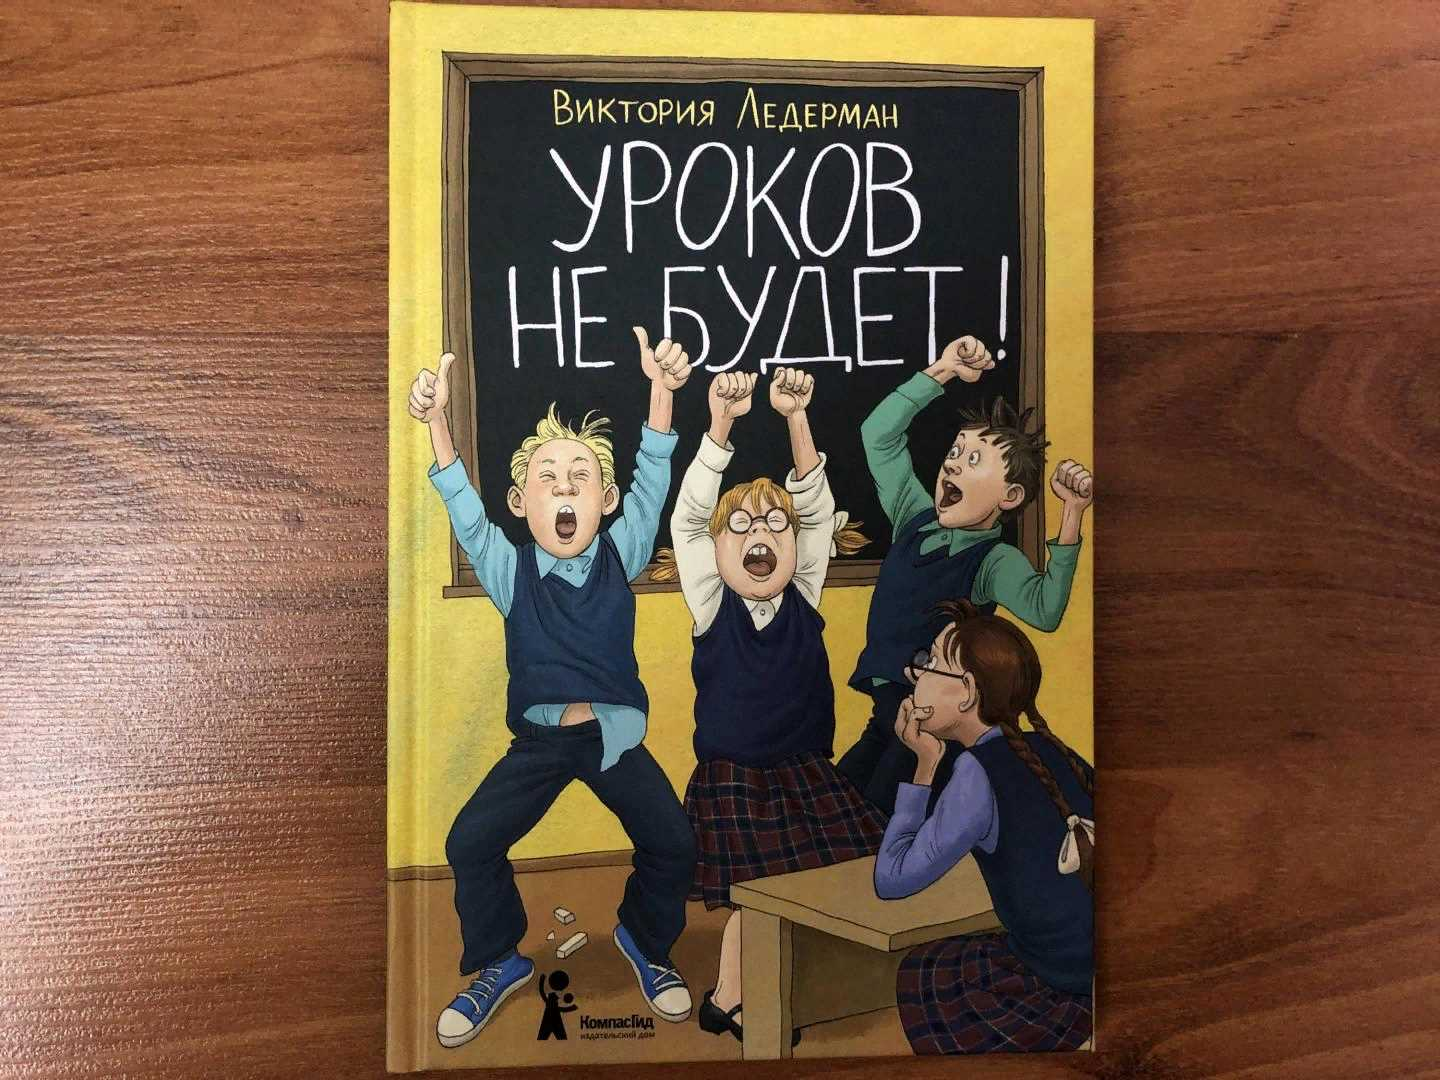 Виктория Ледерман
УРОКОВ
НЕ БУДЕТ!
КомпасГид
издательский дом